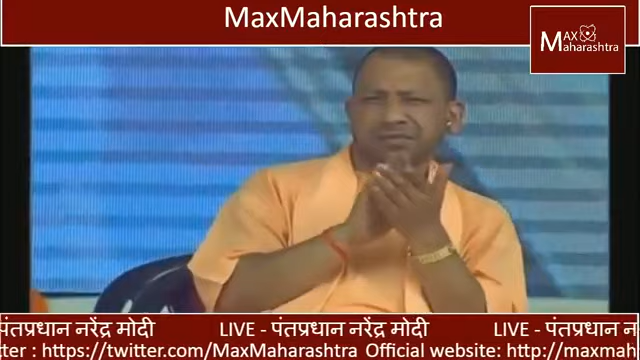 MaxMaharashtra
MAX
Maharashtra
पंतप्रधान नरेंद्र मोदी LIVE - पंतप्रधान नरेंद्र मोदी LIVE - पंतप्रधान
https://twitter.com/MaxMaharashtra Official website: http://maxmah